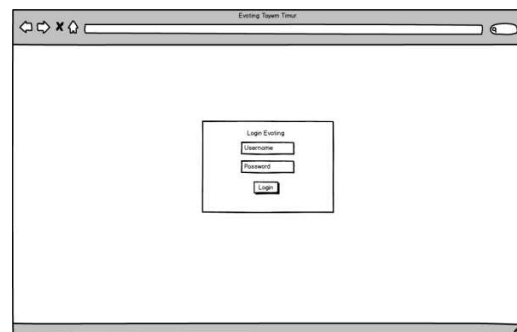 Evoting Tayem Timur
Login Evoting
Username
Password
Login